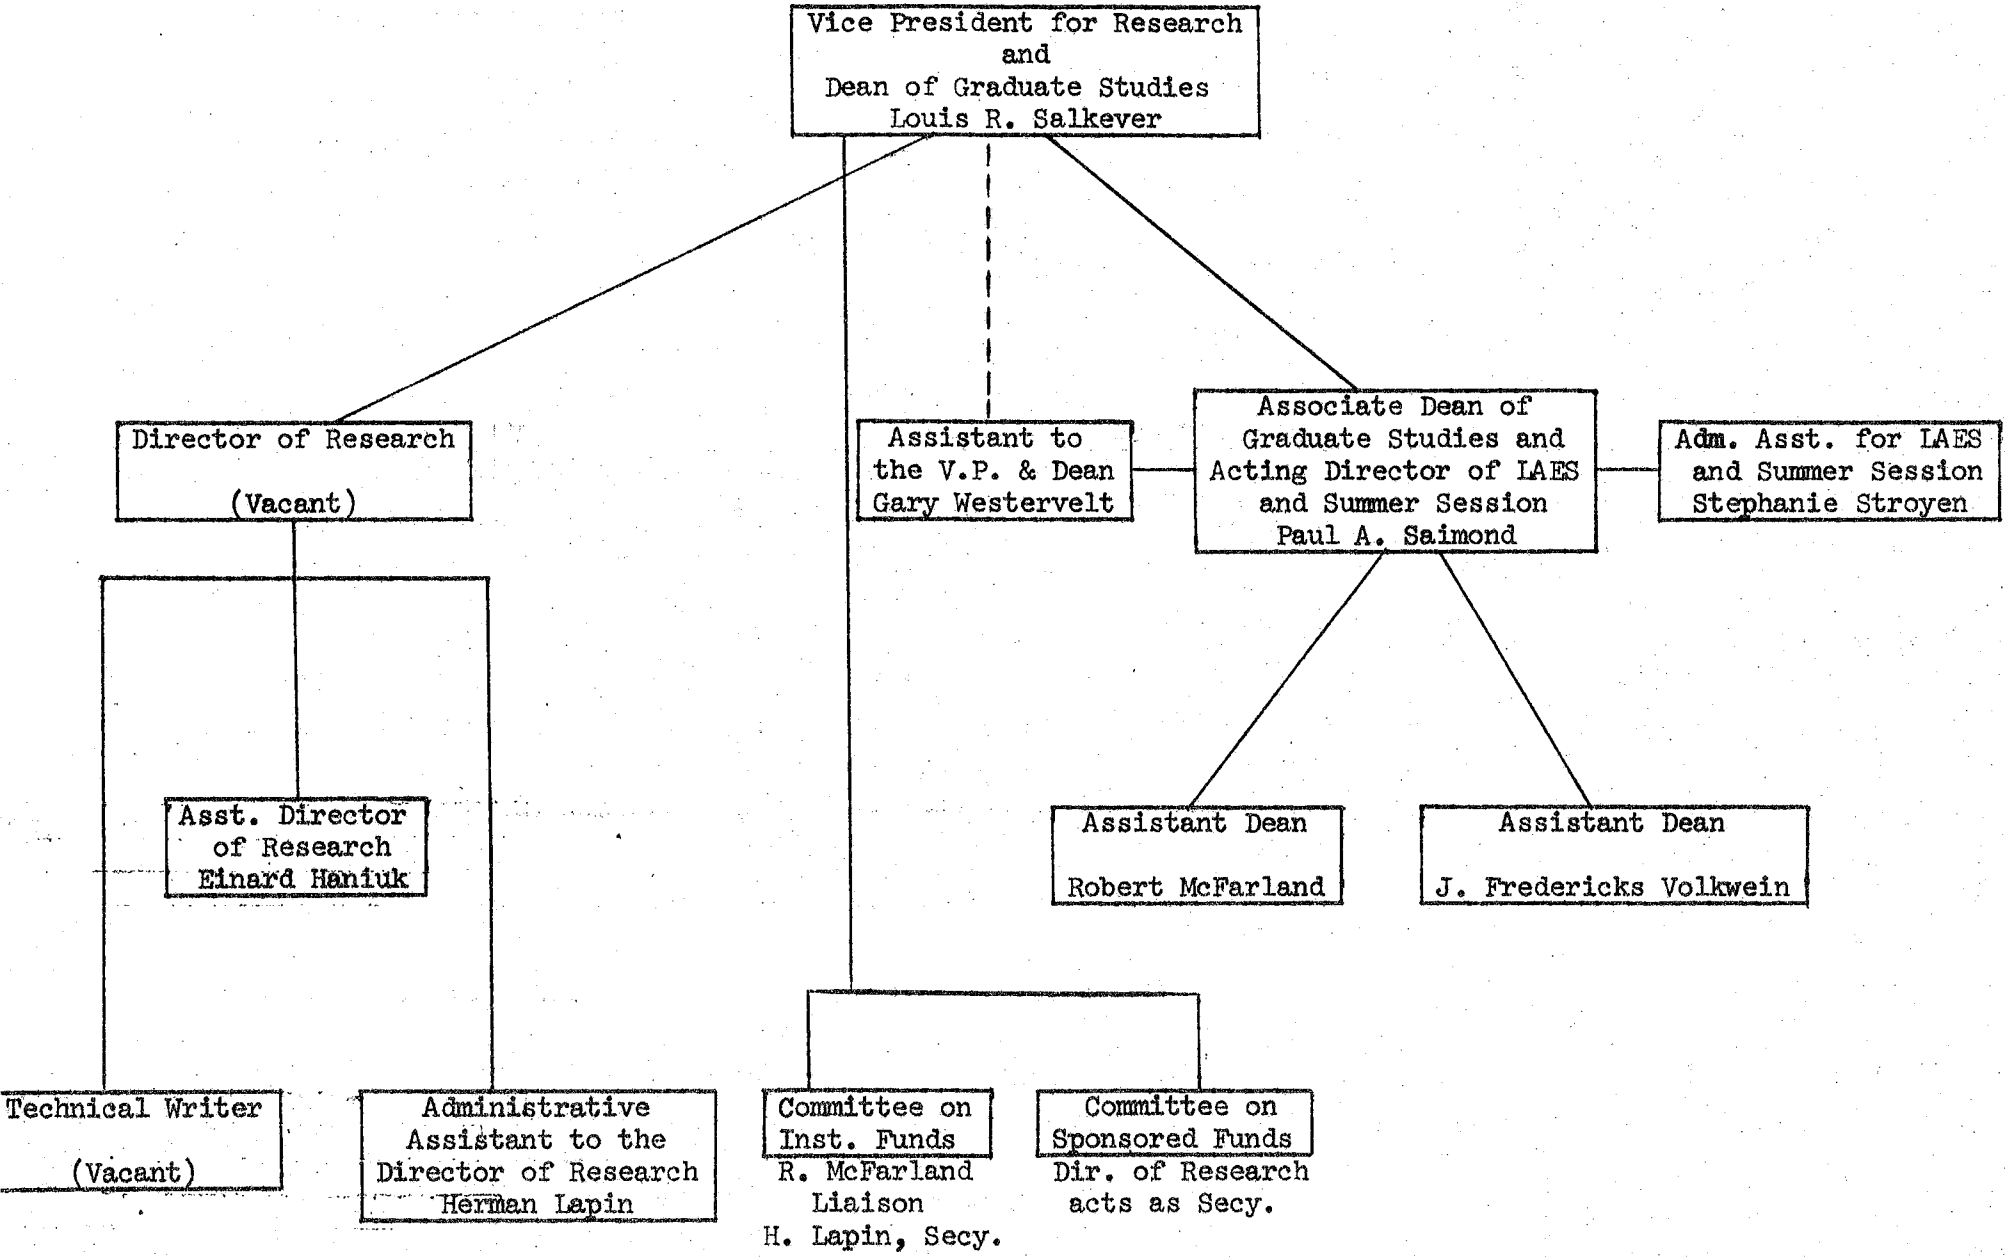 Vice President for Research
and
Dean of Graduate Studies
Louis R. Salkever
Director of Research
(Vacant)
Assistant to
the V.P. & Dean
Gary Westervelt
Associate Dean of
Graduate Studies and
Acting Director of IAES
and Summer Session
Paul A. Saimond
Adm. Asst. for IAES
and Summer Session
Stephanie Stroyen
Asst. Director
of Research
Einard Haniuk
Assistant Dean
Robert McFarland
Assistant Dean
J. Fredericks Volkwein
Technical Writer
(Vacant)
Administrative
Assistant to the
Director of Research
Herman Lapin
Committee on
Inst. Funds
R. McFarland
Liaison
H. Lapin, Secy.
Committee on
Sponsored Funds
Dir. of Research
acts as Secy.